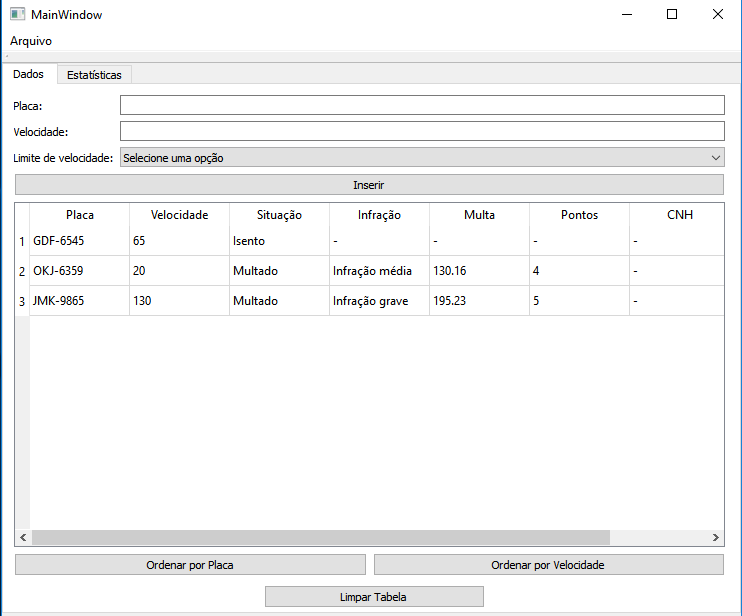 MainWindow
Arquivo
Dados Estatísticas
Placa:
Velocidade:
Limite de velocidade: Selecione uma opção
Inserir
Placa Velocidade Situação Infração Multa Pontos CNH
1 GDF-6545 65 Isento - - - -
2 OKJ-6359 20 Multado Infração média 130.16 4 -
3 JMK-9865 130 Multado Infração grave 195.23 5 -
Ordenar por Placa Ordenar por Velocidade
Limpar Tabela